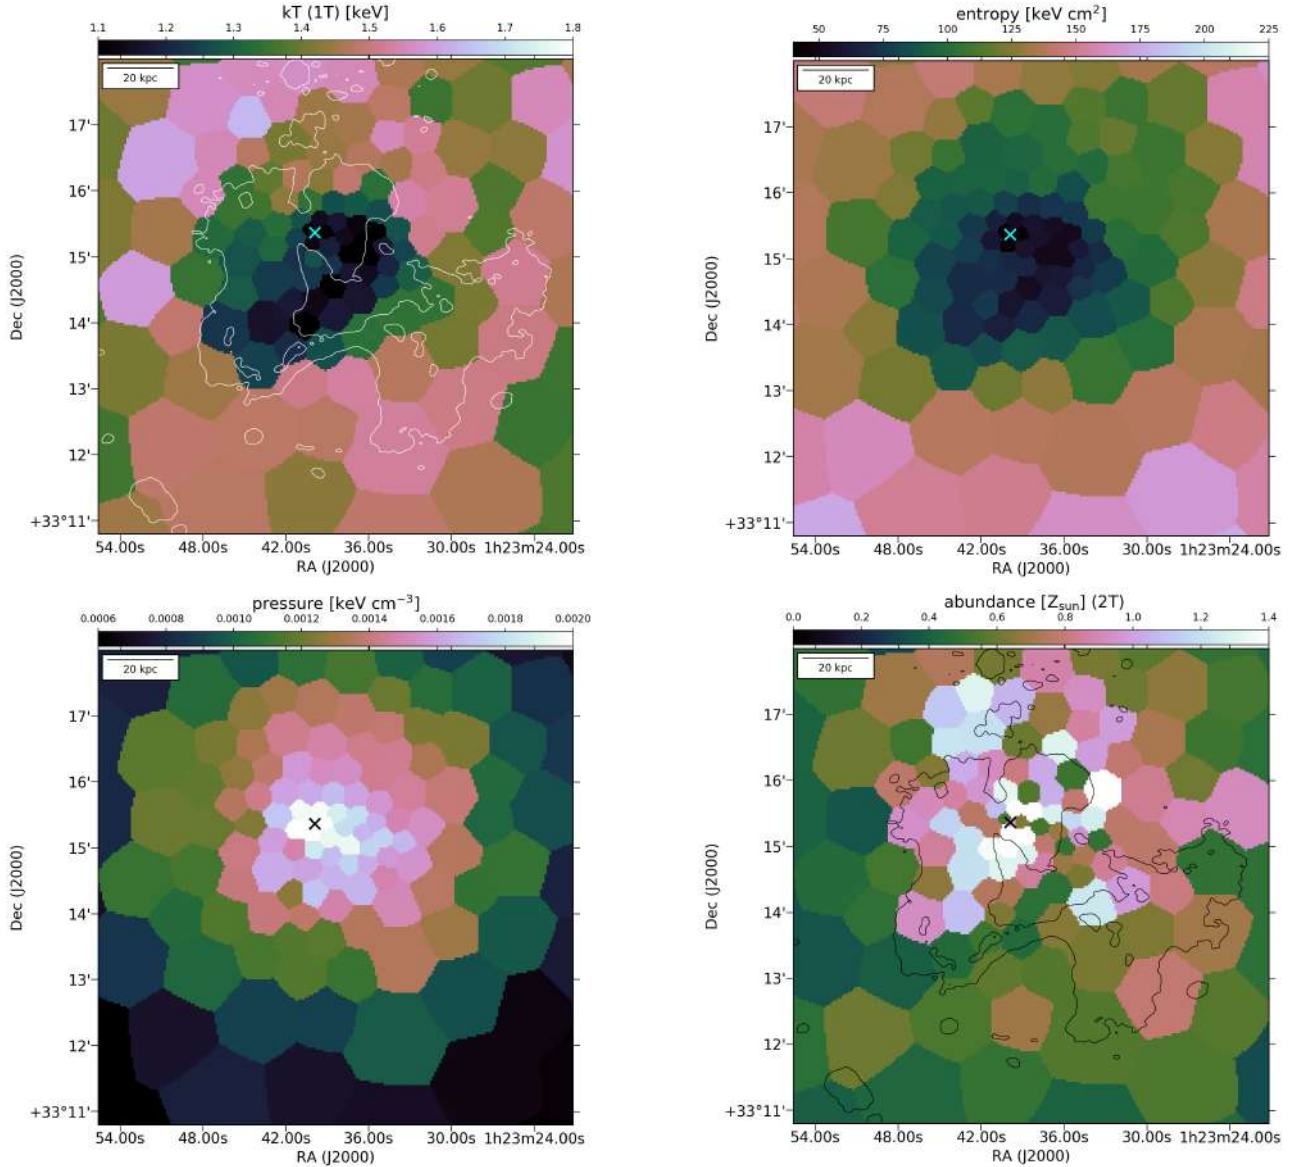 kT (1T) [keV]
1.1 1.2 1.3 1.4 1.5 1.6 1.7 1.8
20 kpc
17'
16'
15'
14'
13'
12'
+33°11'
Dec (J2000)
54.00s 48.00s 42.00s 36.00s 30.00s 1h23m24.00s
RA (J2000)
entropy [keV cm²]
50 75 100 125 150 175 200 225
20 kpc
17'
16'
15'
14'
13'
12'
+33°11'
Dec (J2000)
54.00s 48.00s 42.00s 36.00s 30.00s 1h23m24.00s
RA (J2000)
pressure [keV cm⁻³]
0.0006 0.0008 0.0010 0.0012 0.0014 0.0016 0.0018 0.0020
20 kpc
17'
16'
15'
14'
13'
12'
+33°11'
Dec (J2000)
54.00s 48.00s 42.00s 36.00s 30.00s 1h23m24.00s
RA (J2000)
abundance [Zsun] (2T)
0.0 0.2 0.4 0.6 0.8 1.0 1.2 1.4
20 kpc
17'
16'
15'
14'
13'
12'
+33°11'
Dec (J2000)
54.00s 48.00s 42.00s 36.00s 30.00s 1h23m24.00s
RA (J2000)